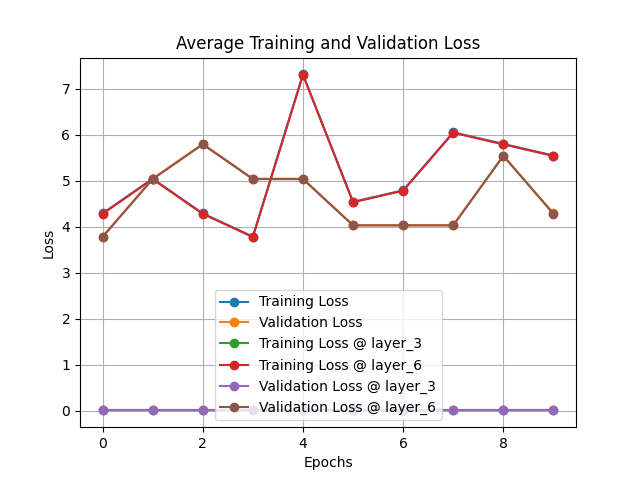 Average Training and Validation Loss
7
6
5
4
3
2
1
0
Loss
Training Loss
Validation Loss
Training Loss @ layer_3
Training Loss @ layer_6
Validation Loss @ layer_3
Validation Loss @ layer_6
0 2 4 6 8
Epochs